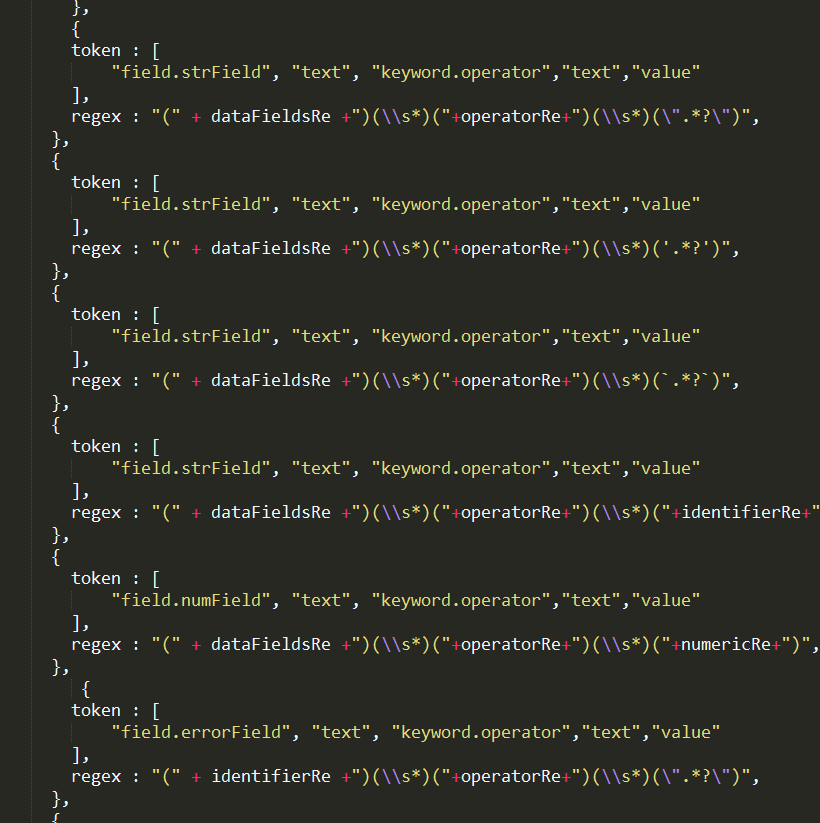 },
{
token : [
"field.strField", "text", "keyword.operator","text","value"
],
regex : "(" + dataFieldsRe +")(\\s*)("+operatorRe+")(\\s*)(\".*?\")",
},
{
token : [
"field.strField", "text", "keyword.operator","text","value"
],
regex : "(" + dataFieldsRe +")(\\s*)("+operatorRe+")(\\s*)('.*?')",
},
{
token : [
"field.strField", "text", "keyword.operator","text","value"
],
regex : "(" + dataFieldsRe +")(\\s*)("+operatorRe+")(\\s*)(`.*?`)",
},
{
token : [
"field.strField", "text", "keyword.operator","text","value"
],
regex : "(" + dataFieldsRe +")(\\s*)("+operatorRe+")(\\s*)("+identifierRe+"
},
{
token : [
"field.numField", "text", "keyword.operator","text","value"
],
regex : "(" + dataFieldsRe +")(\\s*)("+operatorRe+")(\\s*)("+numericRe+")",
},
{
token : [
"field.errorField", "text", "keyword.operator","text","value"
],
regex : "(" + identifierRe +")(\\s*)("+operatorRe+")(\\s*)(\".*?\")",
},
{